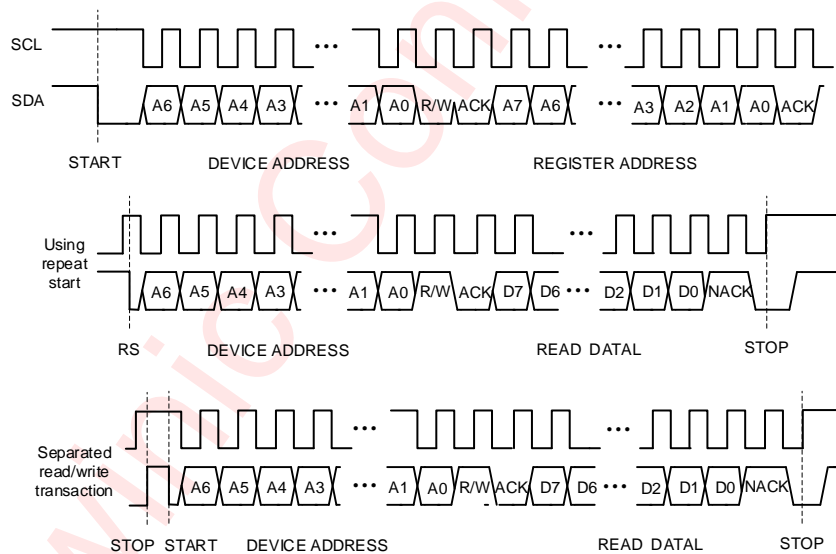 SCL
SDA
A6 A5 A4 A3 ••• A1 A0 R/W ACK A7 A6 ••• A3 A2 A1 A0 ACK
START DEVICE ADDRESS REGISTER ADDRESS
Using
repeat
start
A6 A5 A4 A3 ••• A1 A0 R/W ACK D7 D6 ••• D2 D1 D0 NACK
RS DEVICE ADDRESS READ DATAL STOP
Separated
read/write
transaction
A6 A5 A4 A3 ••• A1 A0 R/W ACK D7 D6 ••• D2 D1 D0 NACK
STOP START DEVICE ADDRESS READ DATAL STOP